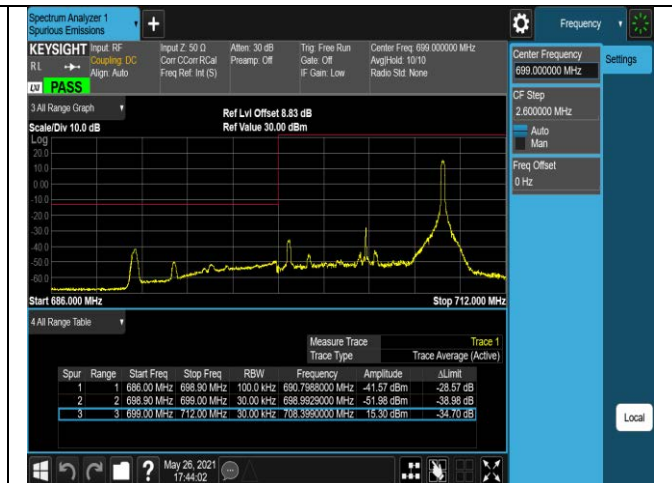 Spectrum Analyzer 1
Spurious Emissions
Frequency
KEYSIGHT
Input: RF
Input Z: 50 Ω
Atten: 30 dB
Trig: Free Run
Center Freq: 699.000000 MHz
R L
Coupling: DC
Corr CCorr RCal
Preamp: Off
Gate: Off
Avg|Hold: 10/10
Align: Auto
Freq Ref: Int (S)
IF Gain: Low
Radio Std: None
LXI
PASS
Center Frequency
699.000000 MHz
Settings
CF Step
2.600000 MHz
Auto
Man
Freq Offset
0 Hz
3 All Range Graph
Ref Lvl Offset 8.83 dB
Scale/Div 10.0 dB
Ref Value 30.00 dBm
Log
20.0
10.0
0.00
-10.0
-20.0
-30.0
-40.0
-50.0
-60.0
Start 686.000 MHz
Stop 712.000 MHz
4 All Range Table
Measure Trace Trace 1
Trace Type Trace Average (Active)
Spur Range Start Freq Stop Freq RBW Frequency Amplitude ΔLimit
1 1 686.00 MHz 698.90 MHz 100.0 kHz 690.7988000 MHz -41.57 dBm -28.57 dB
2 2 698.90 MHz 699.00 MHz 30.00 kHz 698.9929000 MHz -51.98 dBm -38.98 dB
3 3 699.00 MHz 712.00 MHz 30.00 kHz 708.3990000 MHz 15.30 dBm -34.70 dB
Local
May 26, 2021
17:44:02